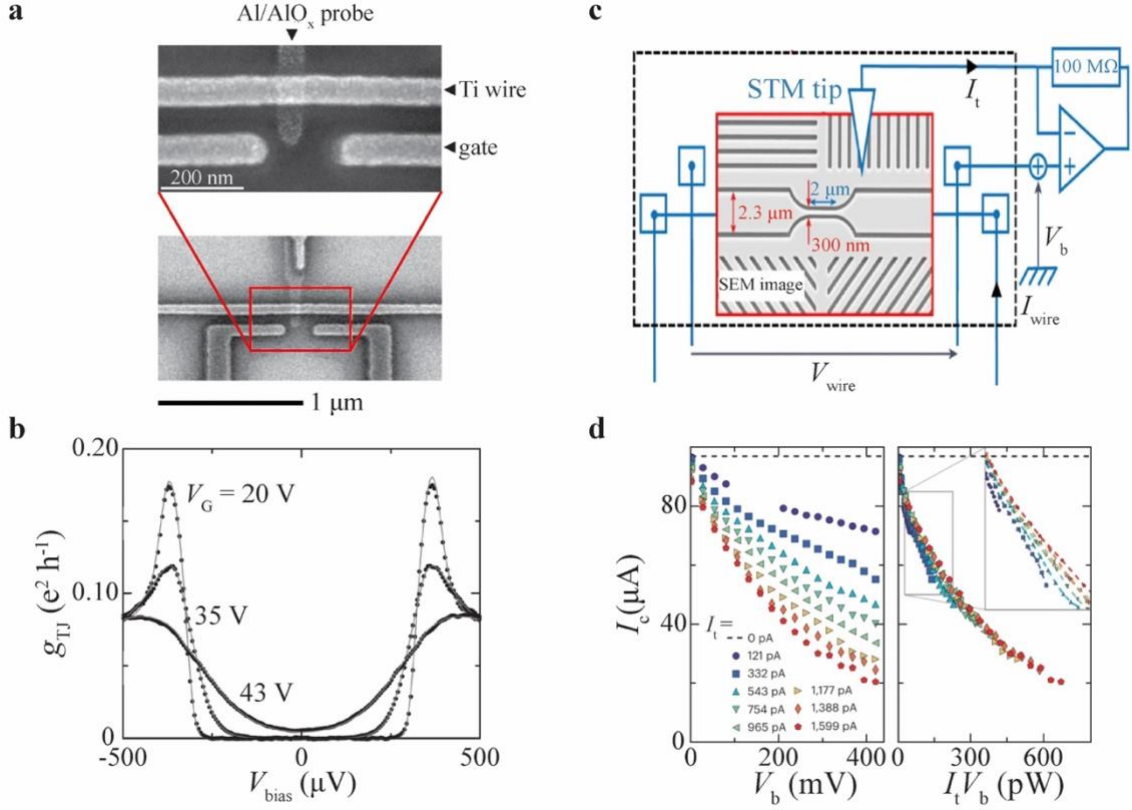 a
Al/AlOx probe
Ti wire
gate
200 nm
1 μm
b
0.20
0.10
0
gTJ (e² h⁻¹)
VG = 20 V
35 V
43 V
-500
0
500
Vbias (μV)
c
100 MΩ
It
STM tip
2 μm
2.3 μm
300 nm
SEM image
Vb
Iwire
Vwire
d
80
40
0
Ic (μA)
It =
0 pA
121 pA
332 pA
543 pA
754 pA
965 pA
1,177 pA
1,388 pA
1,599 pA
0
200
400
Vb (mV)
0
300
600
ItVb (pW)